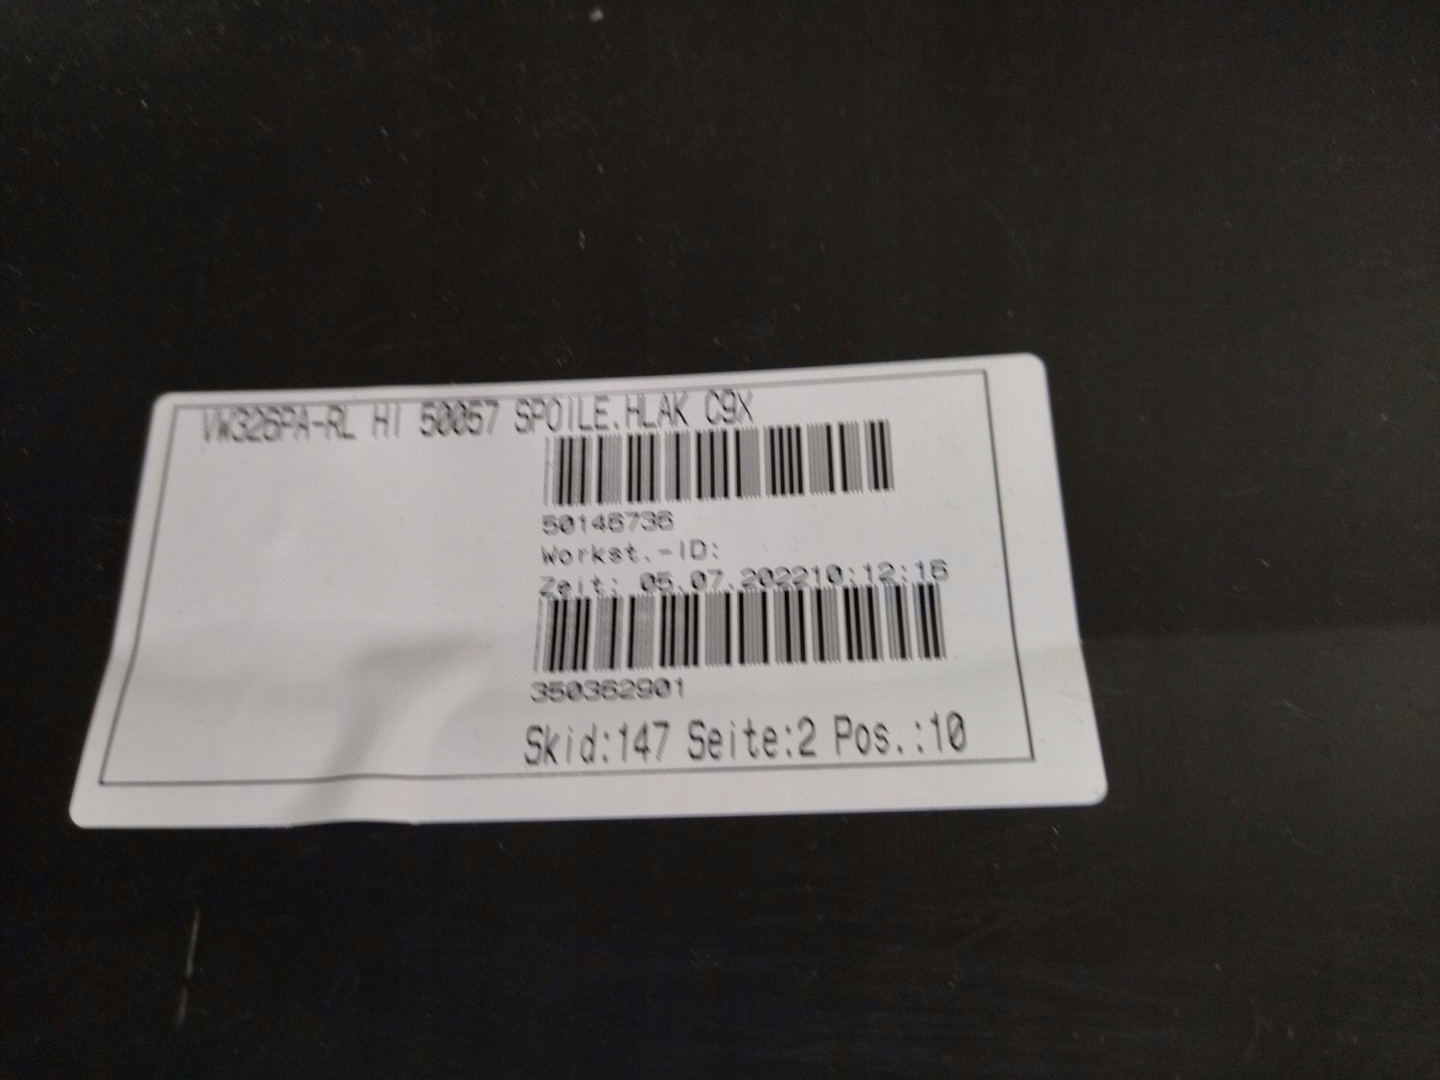 VW326PA-RL HI 50057 SPOILE.HLAK C9X
50146736
Workst.-ID:
Zeit: 05.07.202210:12:16
350362901
Skid:147 Seite:2 Pos.:10